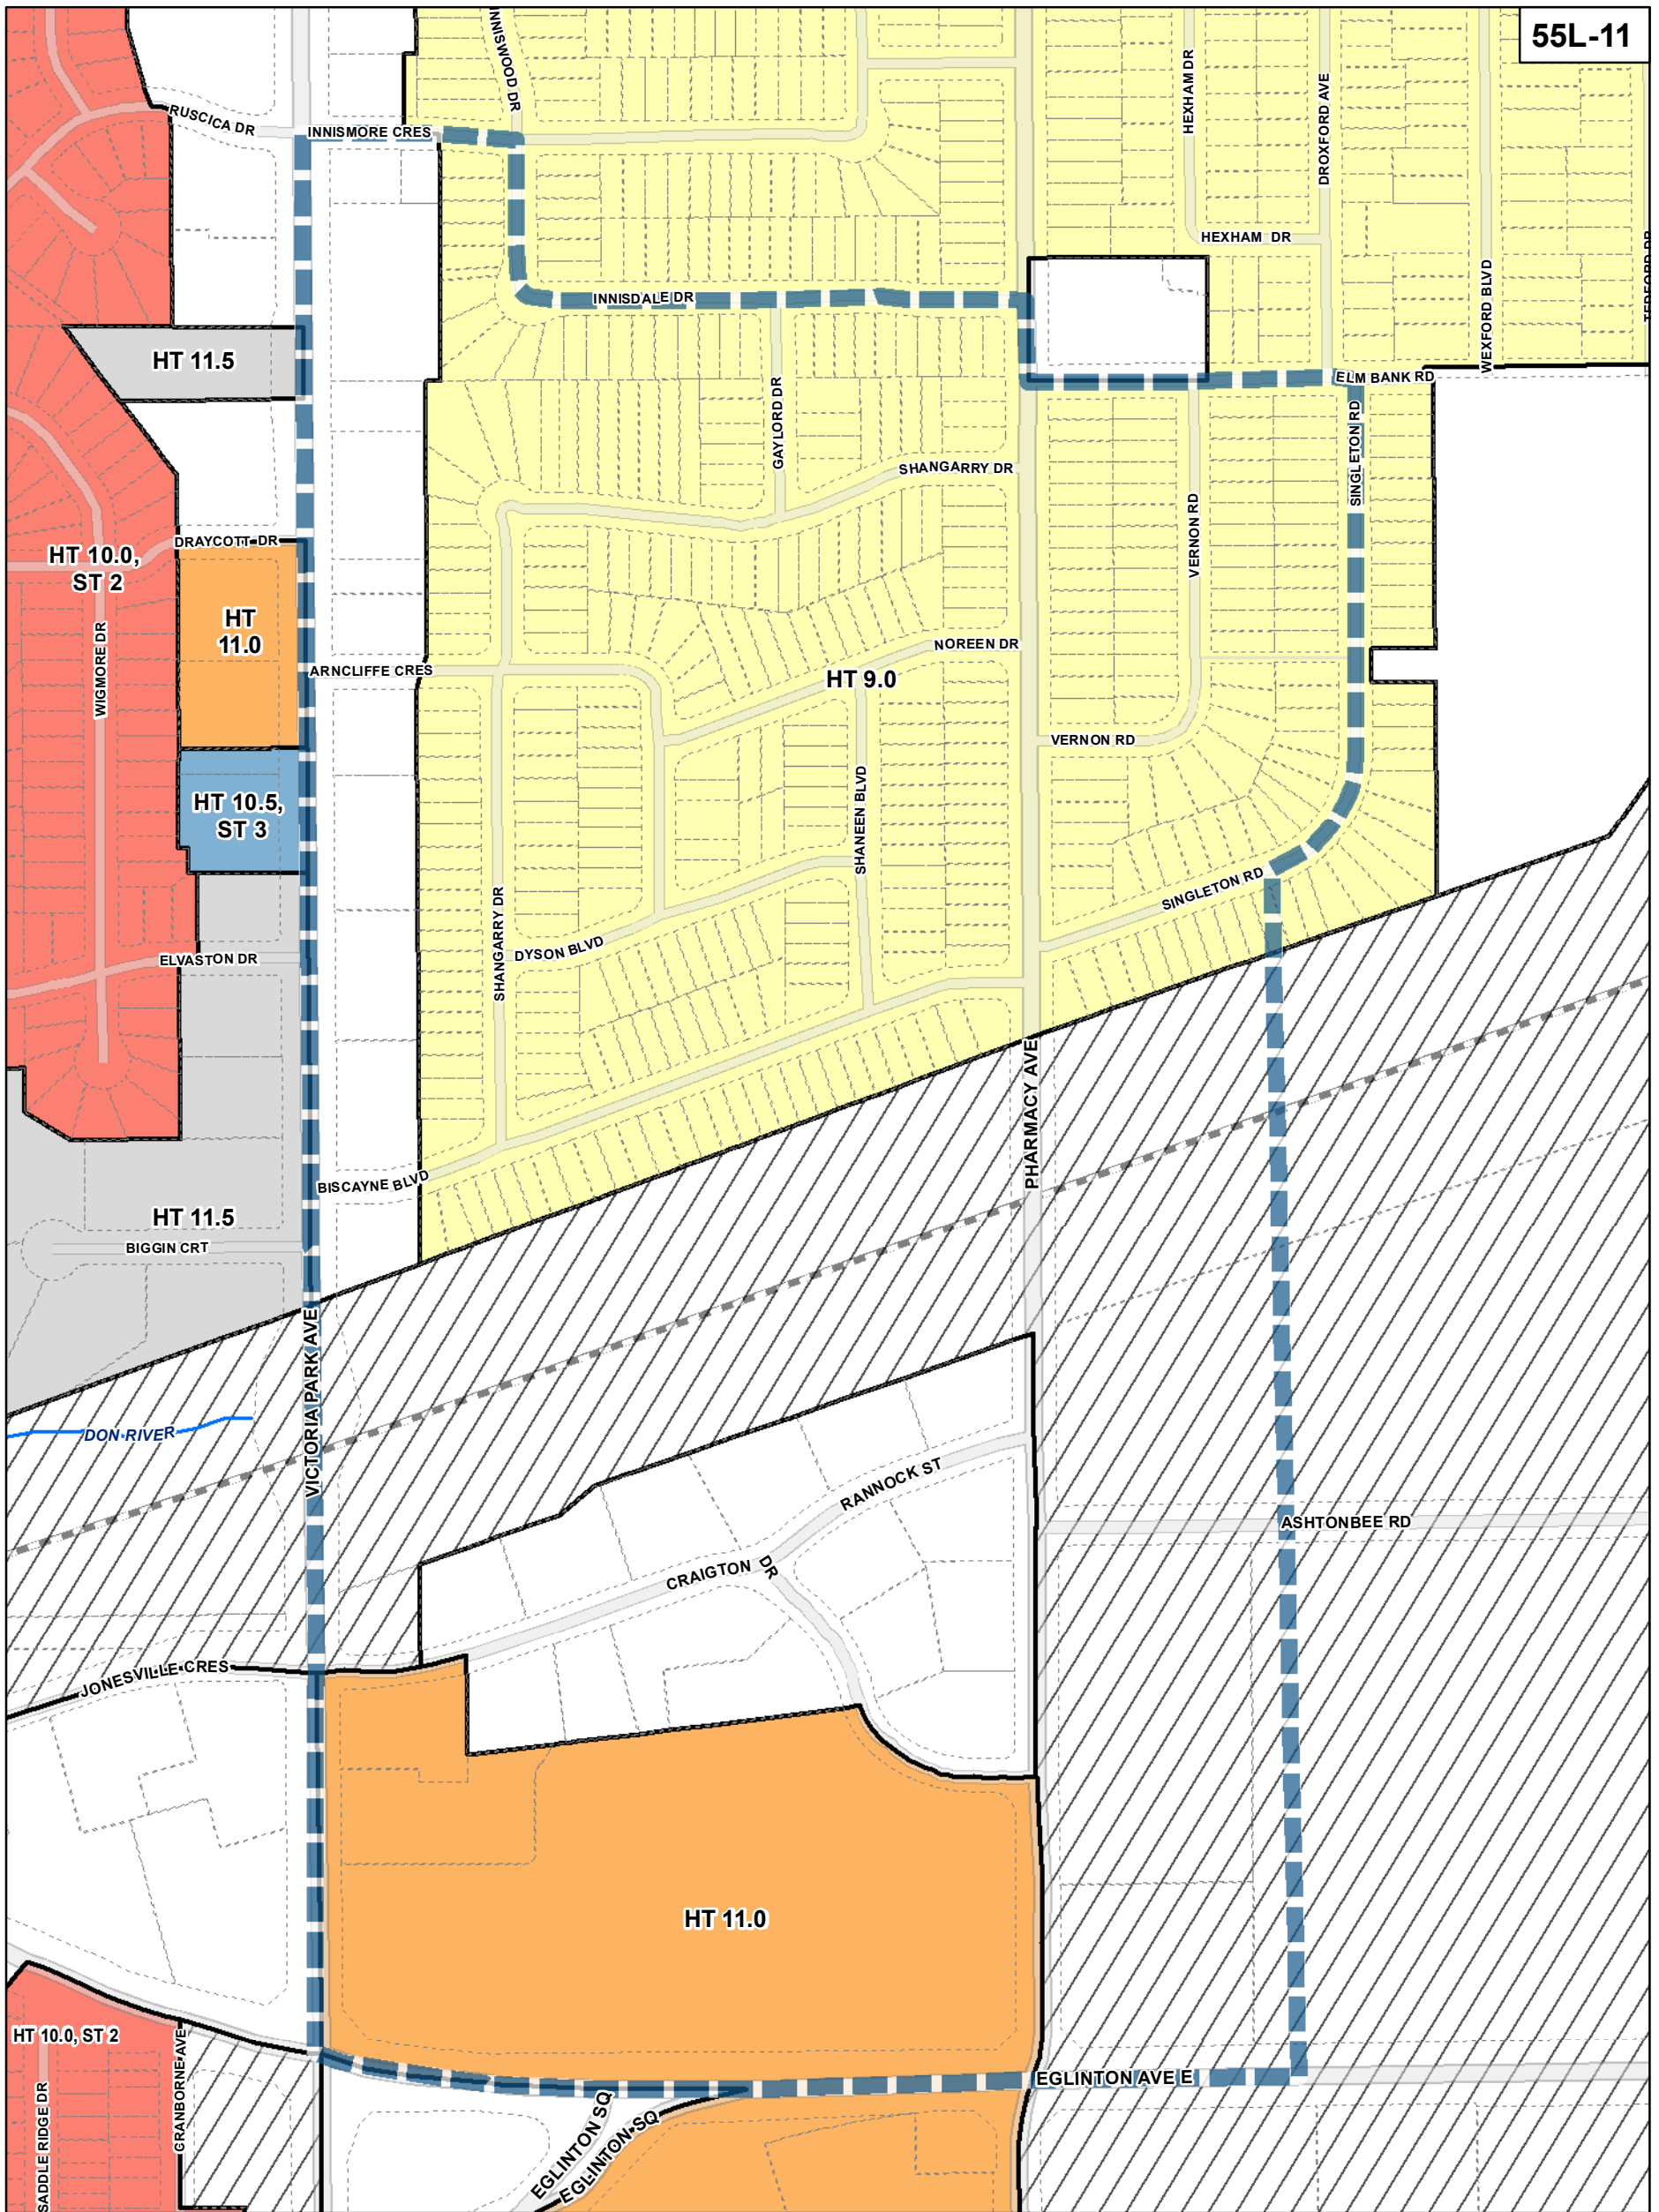 55L-11
INNISWOOD DR
HEXHAM DR
DROXFORD AVE
RUSCICA DR
INNISMORE CRES
HEXHAM DR
TEDFORD DR
WEXFORD BLVD
INNISDALE DR
HT 11.5
ELM BANK RD
GAYLORD DR
SINGLETON RD
SHANGARRY DR
VERNON RD
DRAYCOTT DR
HT 10.0,
ST 2
HT
11.0
WIGMORE DR
ARNCLIFFE CRES
NOREEN DR
HT 9.0
VERNON RD
HT 10.5,
ST 3
SHANEEN BLVD
SINGLETON RD
SHANGARRY DR
DYSON BLVD
ELVASTON DR
PHARMACY AVE
BISCAYNE BLVD
HT 11.5
BIGGIN CRT
VICTORIA PARK AVE
DON RIVER
RANNOCK ST
ASHTONBEE RD
CRAIGTON DR
JONESVILLE CRES
HT 11.0
HT 10.0, ST 2
GRANBORNE AVE
SADDLE RIDGE DR
EGLINTON AVE E
EGLINTON SQ
EGLINTON SQ